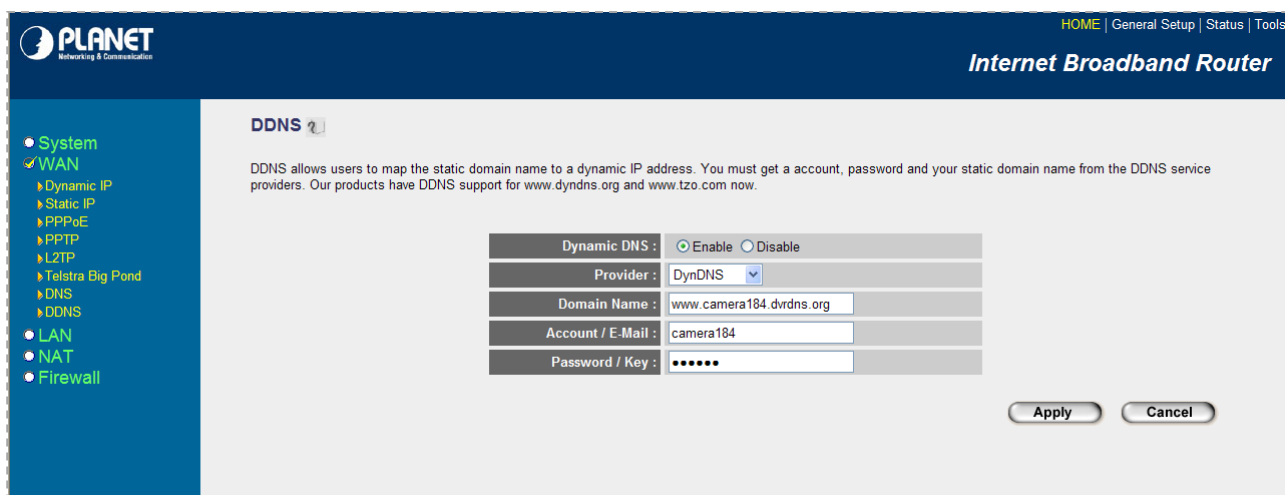 PLANET
Networking & Communication
HOME | General Setup | Status | Tools
Internet Broadband Router
System
WAN
Dynamic IP
Static IP
PPPoE
PPTP
L2TP
Telstra Big Pond
DNS
DDNS
LAN
NAT
Firewall
DDNS
DDNS allows users to map the static domain name to a dynamic IP address. You must get a account, password and your static domain name from the DDNS service
providers. Our products have DDNS support for www.dyndns.org and www.tzo.com now.
Dynamic DNS : Enable Disable
Provider : DynDNS
Domain Name : www.camera184.dvrdns.org
Account / E-Mail : camera184
Password / Key : ●●●●●●
Apply Cancel